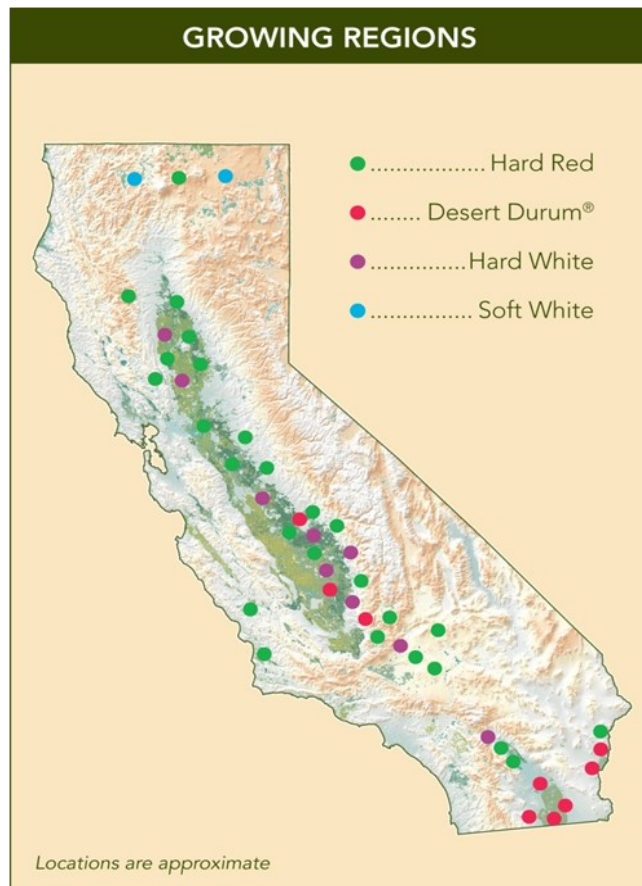 GROWING REGIONS
................... Hard Red
........ Desert Durum®
................Hard White
................. Soft White
Locations are approximate